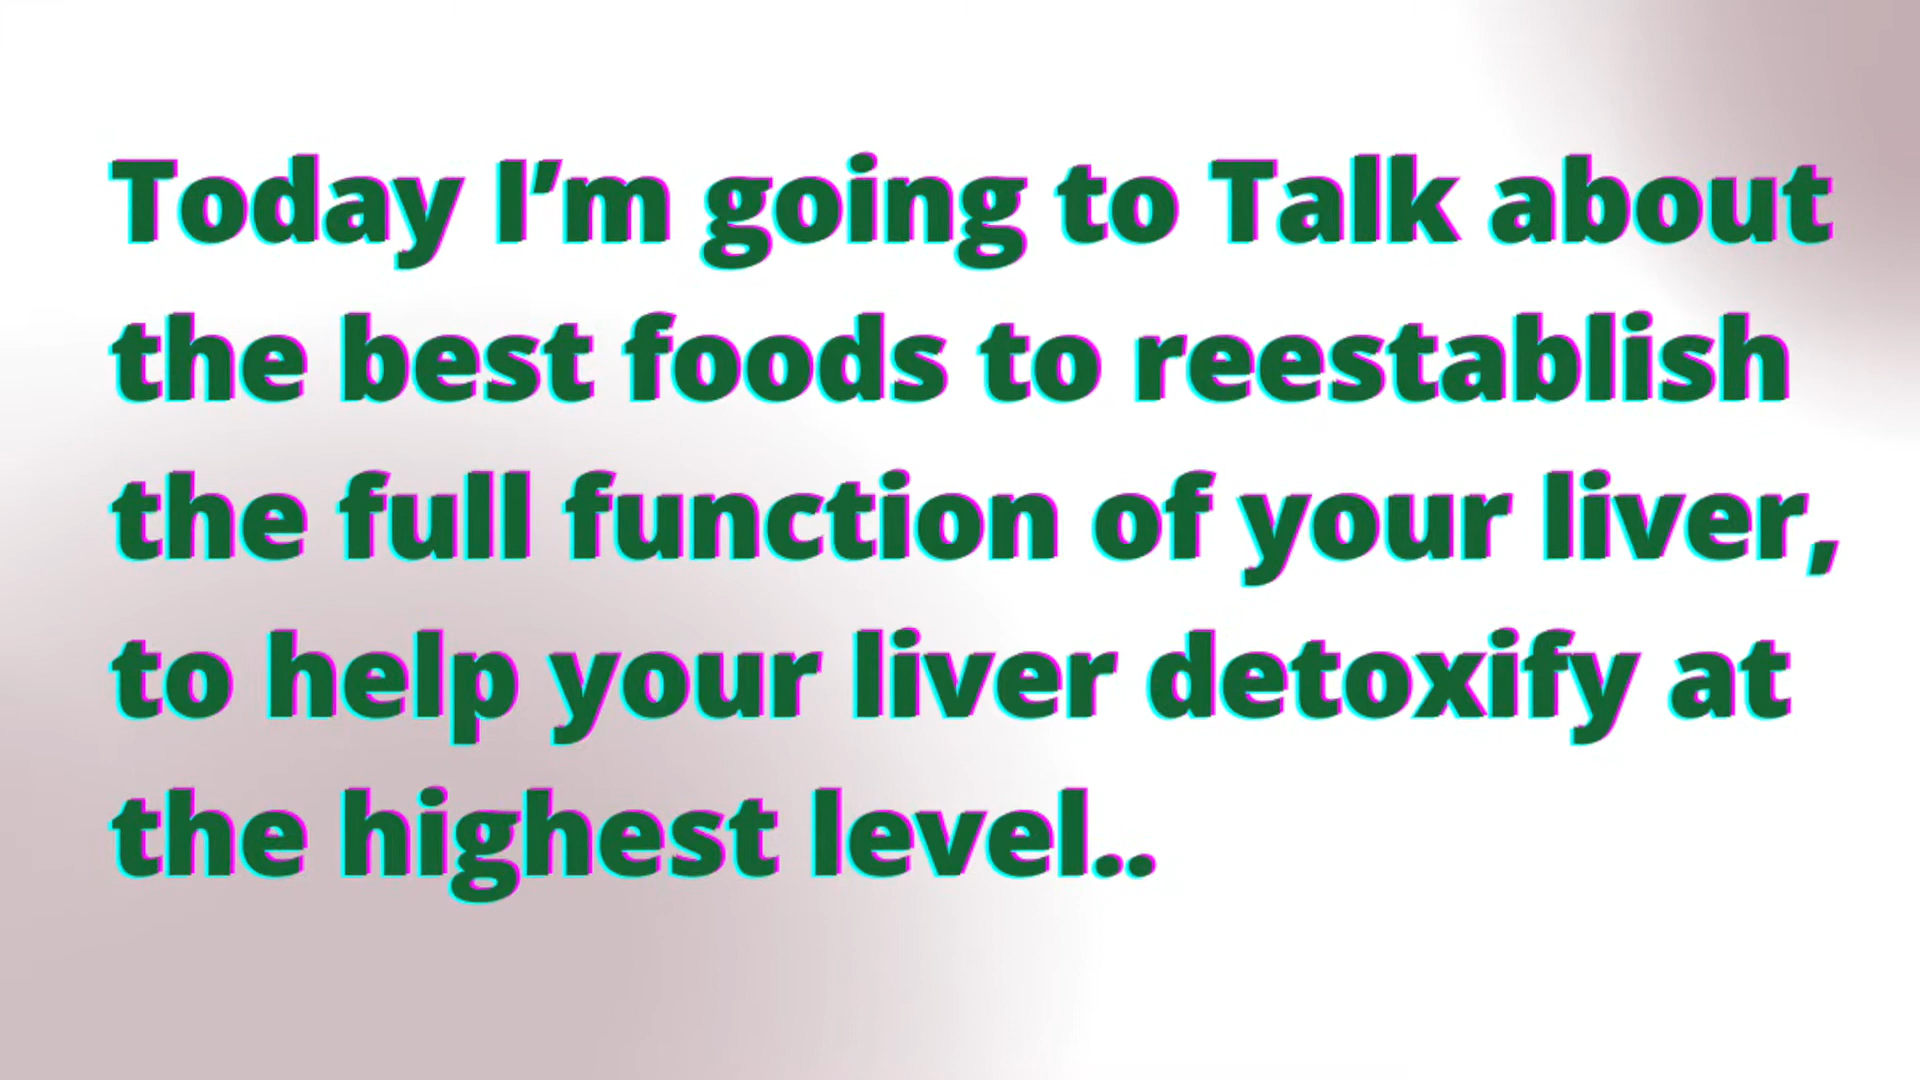 Today I’m going to Talk about
the best foods to reestablish
the full function of your liver,
to help your liver detoxify at
the highest level..